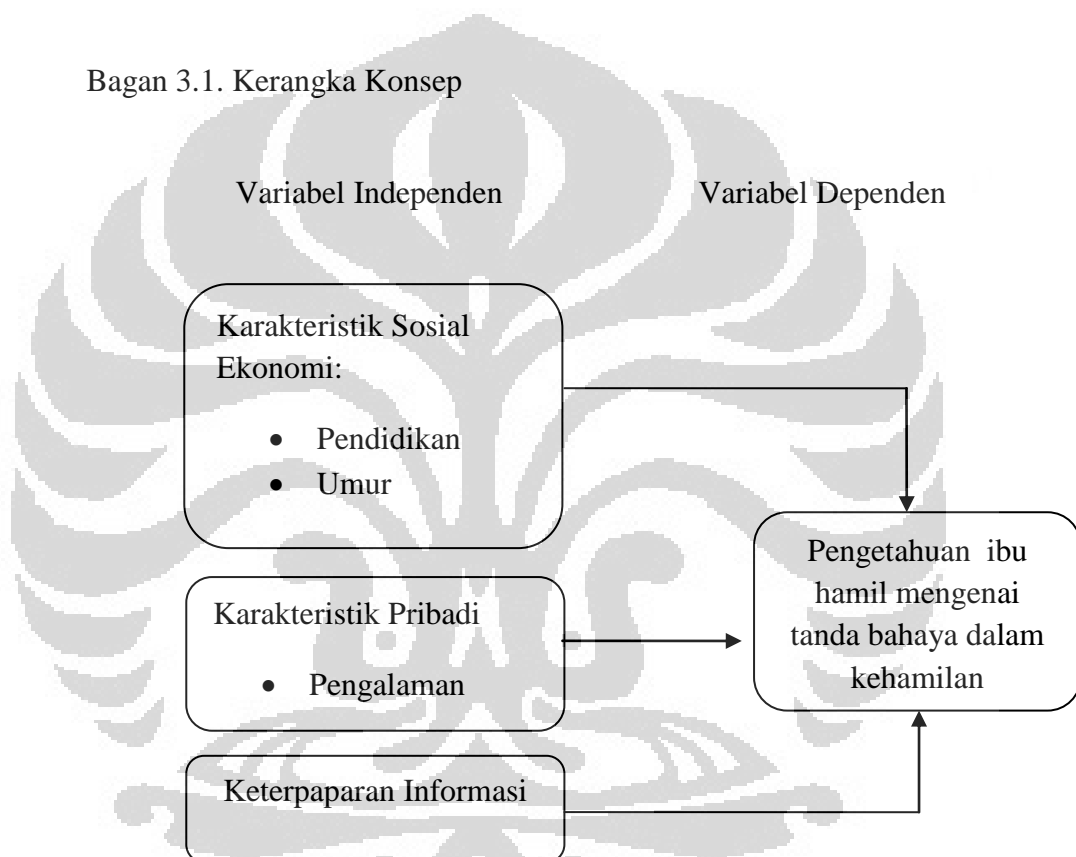 Bagan 3.1. Kerangka Konsep
Variabel Independen
Variabel Dependen
Karakteristik Sosial
Ekonomi:
• Pendidikan
• Umur
Karakteristik Pribadi
• Pengalaman
Keterpaparan Informasi
Pengetahuan ibu
hamil mengenai
tanda bahaya dalam
kehamilan